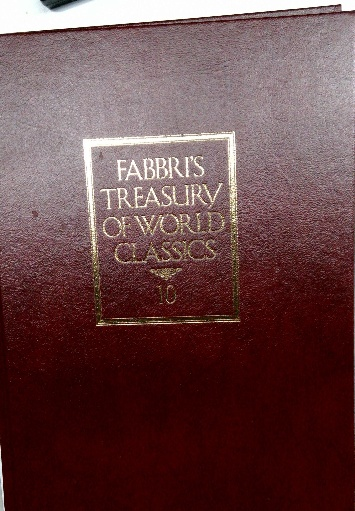 FABBRI'S
TREASURY
OF WORLD
CLASSICS
10